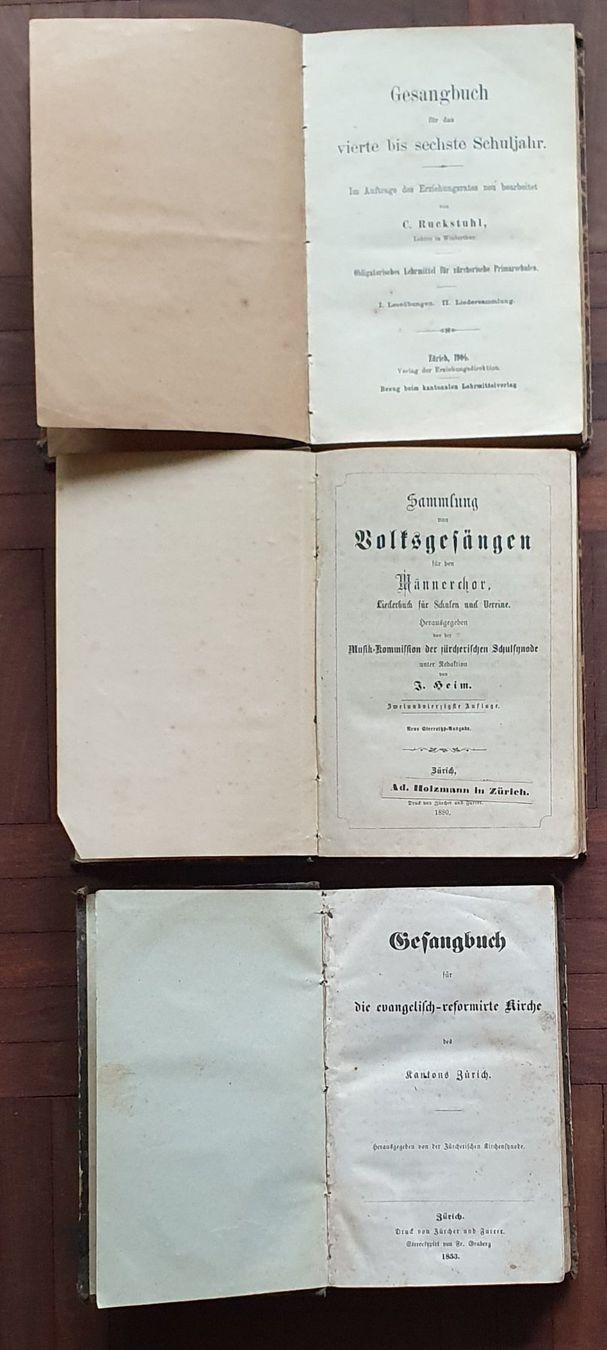 Gesangbuch
für das
vierte bis sechste Schuljahr.
Im Auftrage des Erziehungsrates neu bearbeitet
von
C. Ruckstuhl,
Lehrer in Winterthur.
Obligatorisches Lehrmittel für zürcherische Primarschulen.
I. Leseübungen. II. Liedersammlung.
Zürich, 1904.
Verlag der Erziehungsdirektion.
Bezug beim kantonalen Lehrmittelverlag
Sammlung
von
Volksgesängen
für den
Männerchor,
Liederbuch für Schulen und Vereine.
Herausgegeben
von der
Musik-Kommission der zürcherischen Schulsynode
unter Redaktion
von
J. Heim.
Zweiundvierzigste Auflage.
Neue Stereotyp-Ausgabe.
Zürich,
Ad. Holzmann in Zürich.
Druck von Zürcher und Furrer.
1880.
Gesangbuch
für
die evangelisch-reformirte Kirche
des
Kantons Zürich.
Herausgegeben von der Zürcherischen Kirchensynode.
Zürich.
Druck von Zürcher und Furrer.
Stereotypirt von Fr. Graberg
1853.